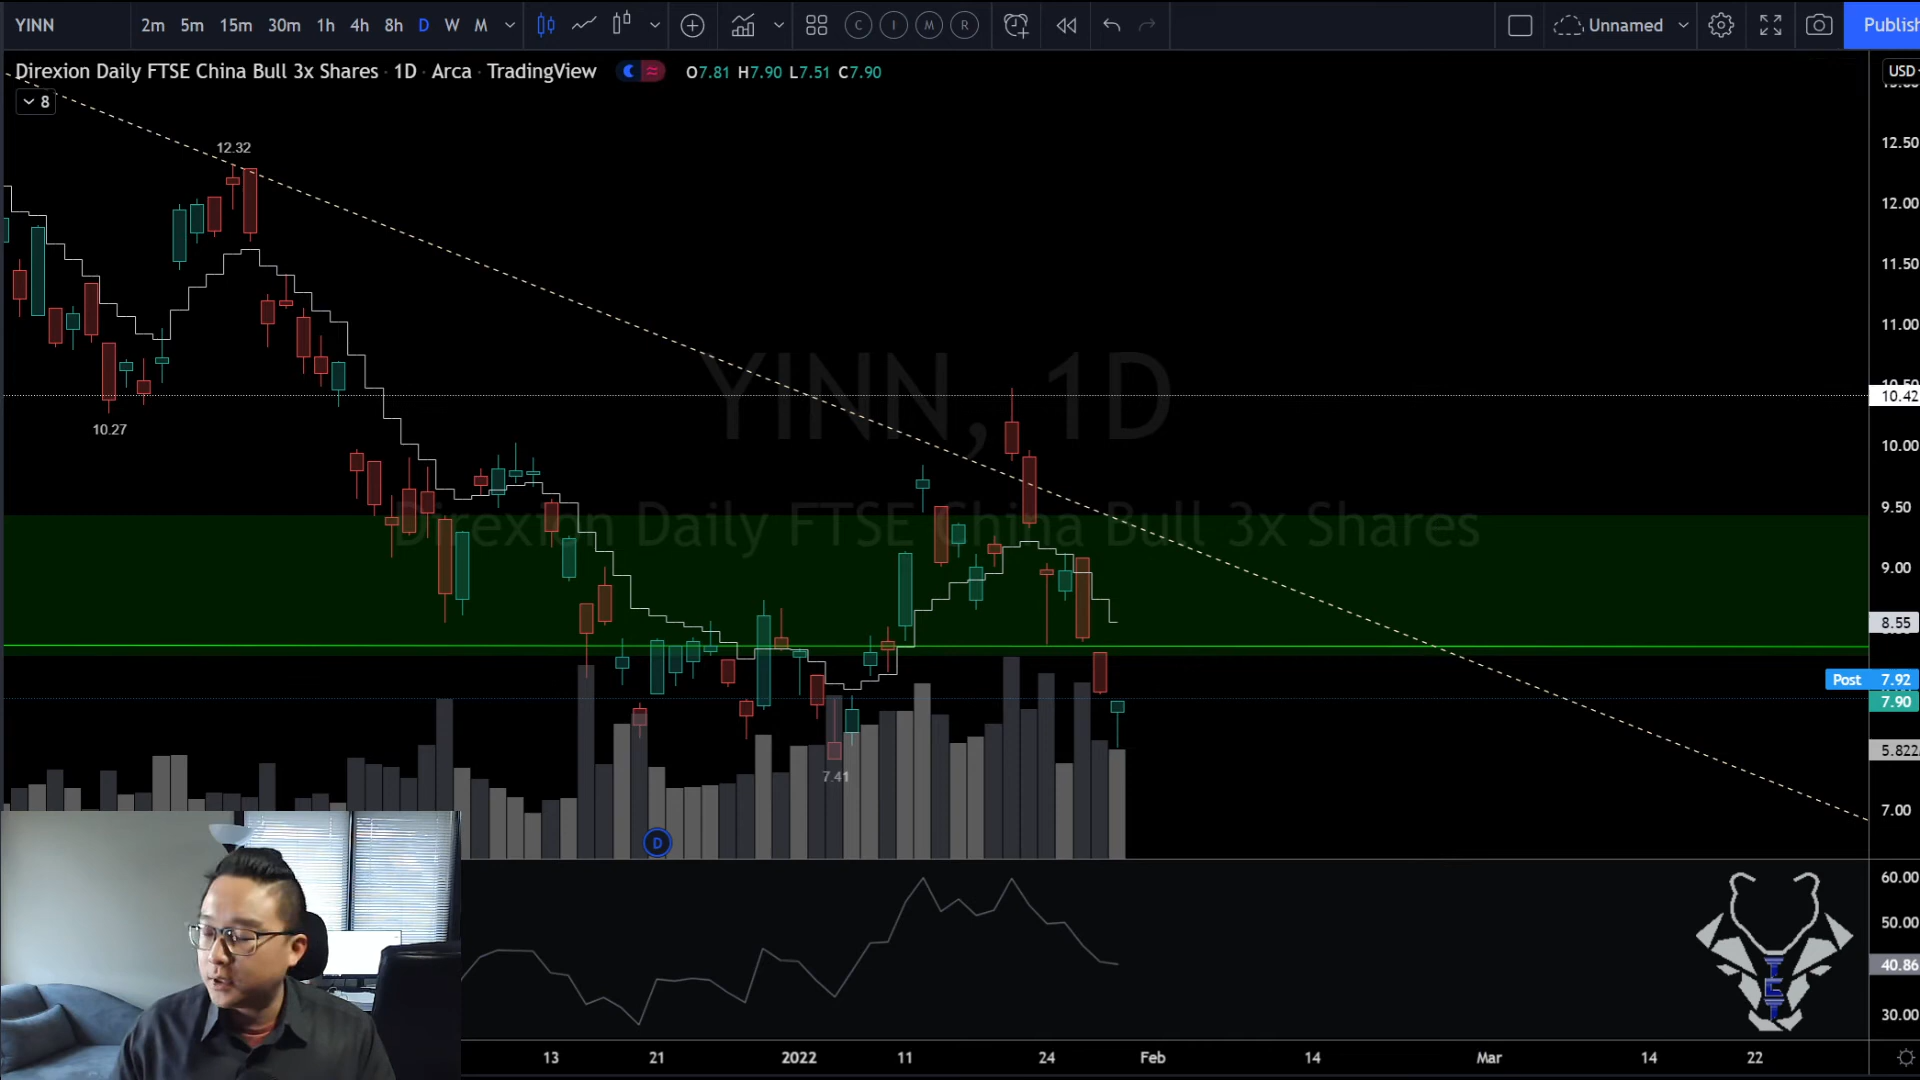 YINN 2m 5m 15m 30m 1h 4h 8h D W M C I M R Unnamed Publish
Direxion Daily FTSE China Bull 3x Shares · 1D · Arca · TradingView O7.81 H7.90 L7.51 C7.90 USD
8
12.32
12.50
12.00
11.50
11.00
10.42
10.27
YINN, 1D
10.00
9.50
Direxion Daily FTSE China Bull 3x Shares
9.00
8.55
Post 7.92
7.90
5.822
7.41
7.00
D
60.00
50.00
40.86
30.00
13 21 2022 11 24 Feb 14 Mar 14 22